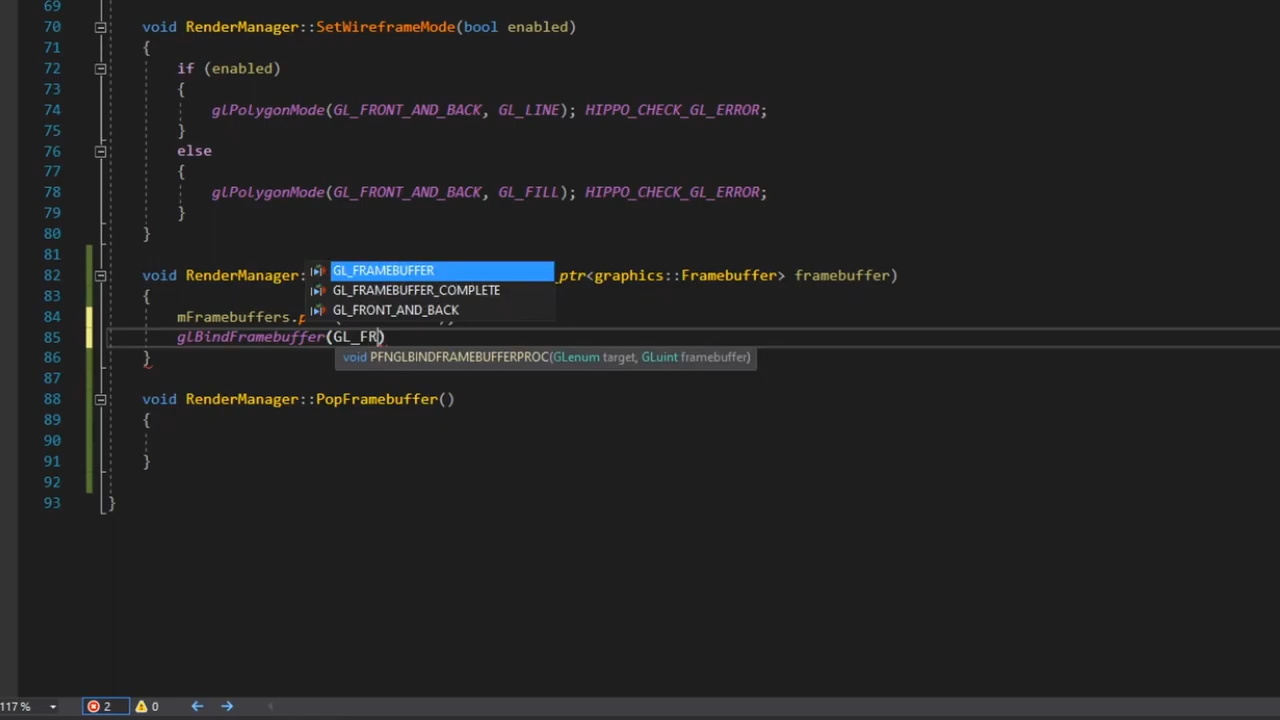 69
70 void RenderManager::SetWireframeMode(bool enabled)
71 {
72 if (enabled)
73 {
74 glPolygonMode(GL_FRONT_AND_BACK, GL_LINE); HIPPO_CHECK_GL_ERROR;
75 }
76 else
77 {
78 glPolygonMode(GL_FRONT_AND_BACK, GL_FILL); HIPPO_CHECK_GL_ERROR;
79 }
80 }
81
82 void RenderManager: GL_FRAMEBUFFER _ptr<graphics::Framebuffer> framebuffer)
83 { GL_FRAMEBUFFER_COMPLETE
84 mFramebuffers.p GL_FRONT_AND_BACK
85 glBindFramebuffer(GL_FR)
86 } void PFNGLBINDFRAMEBUFFERPROC(GLenum target, GLuint framebuffer)
87
88 void RenderManager::PopFramebuffer()
89 {
90
91 }
92
93 }
117 % 2 0